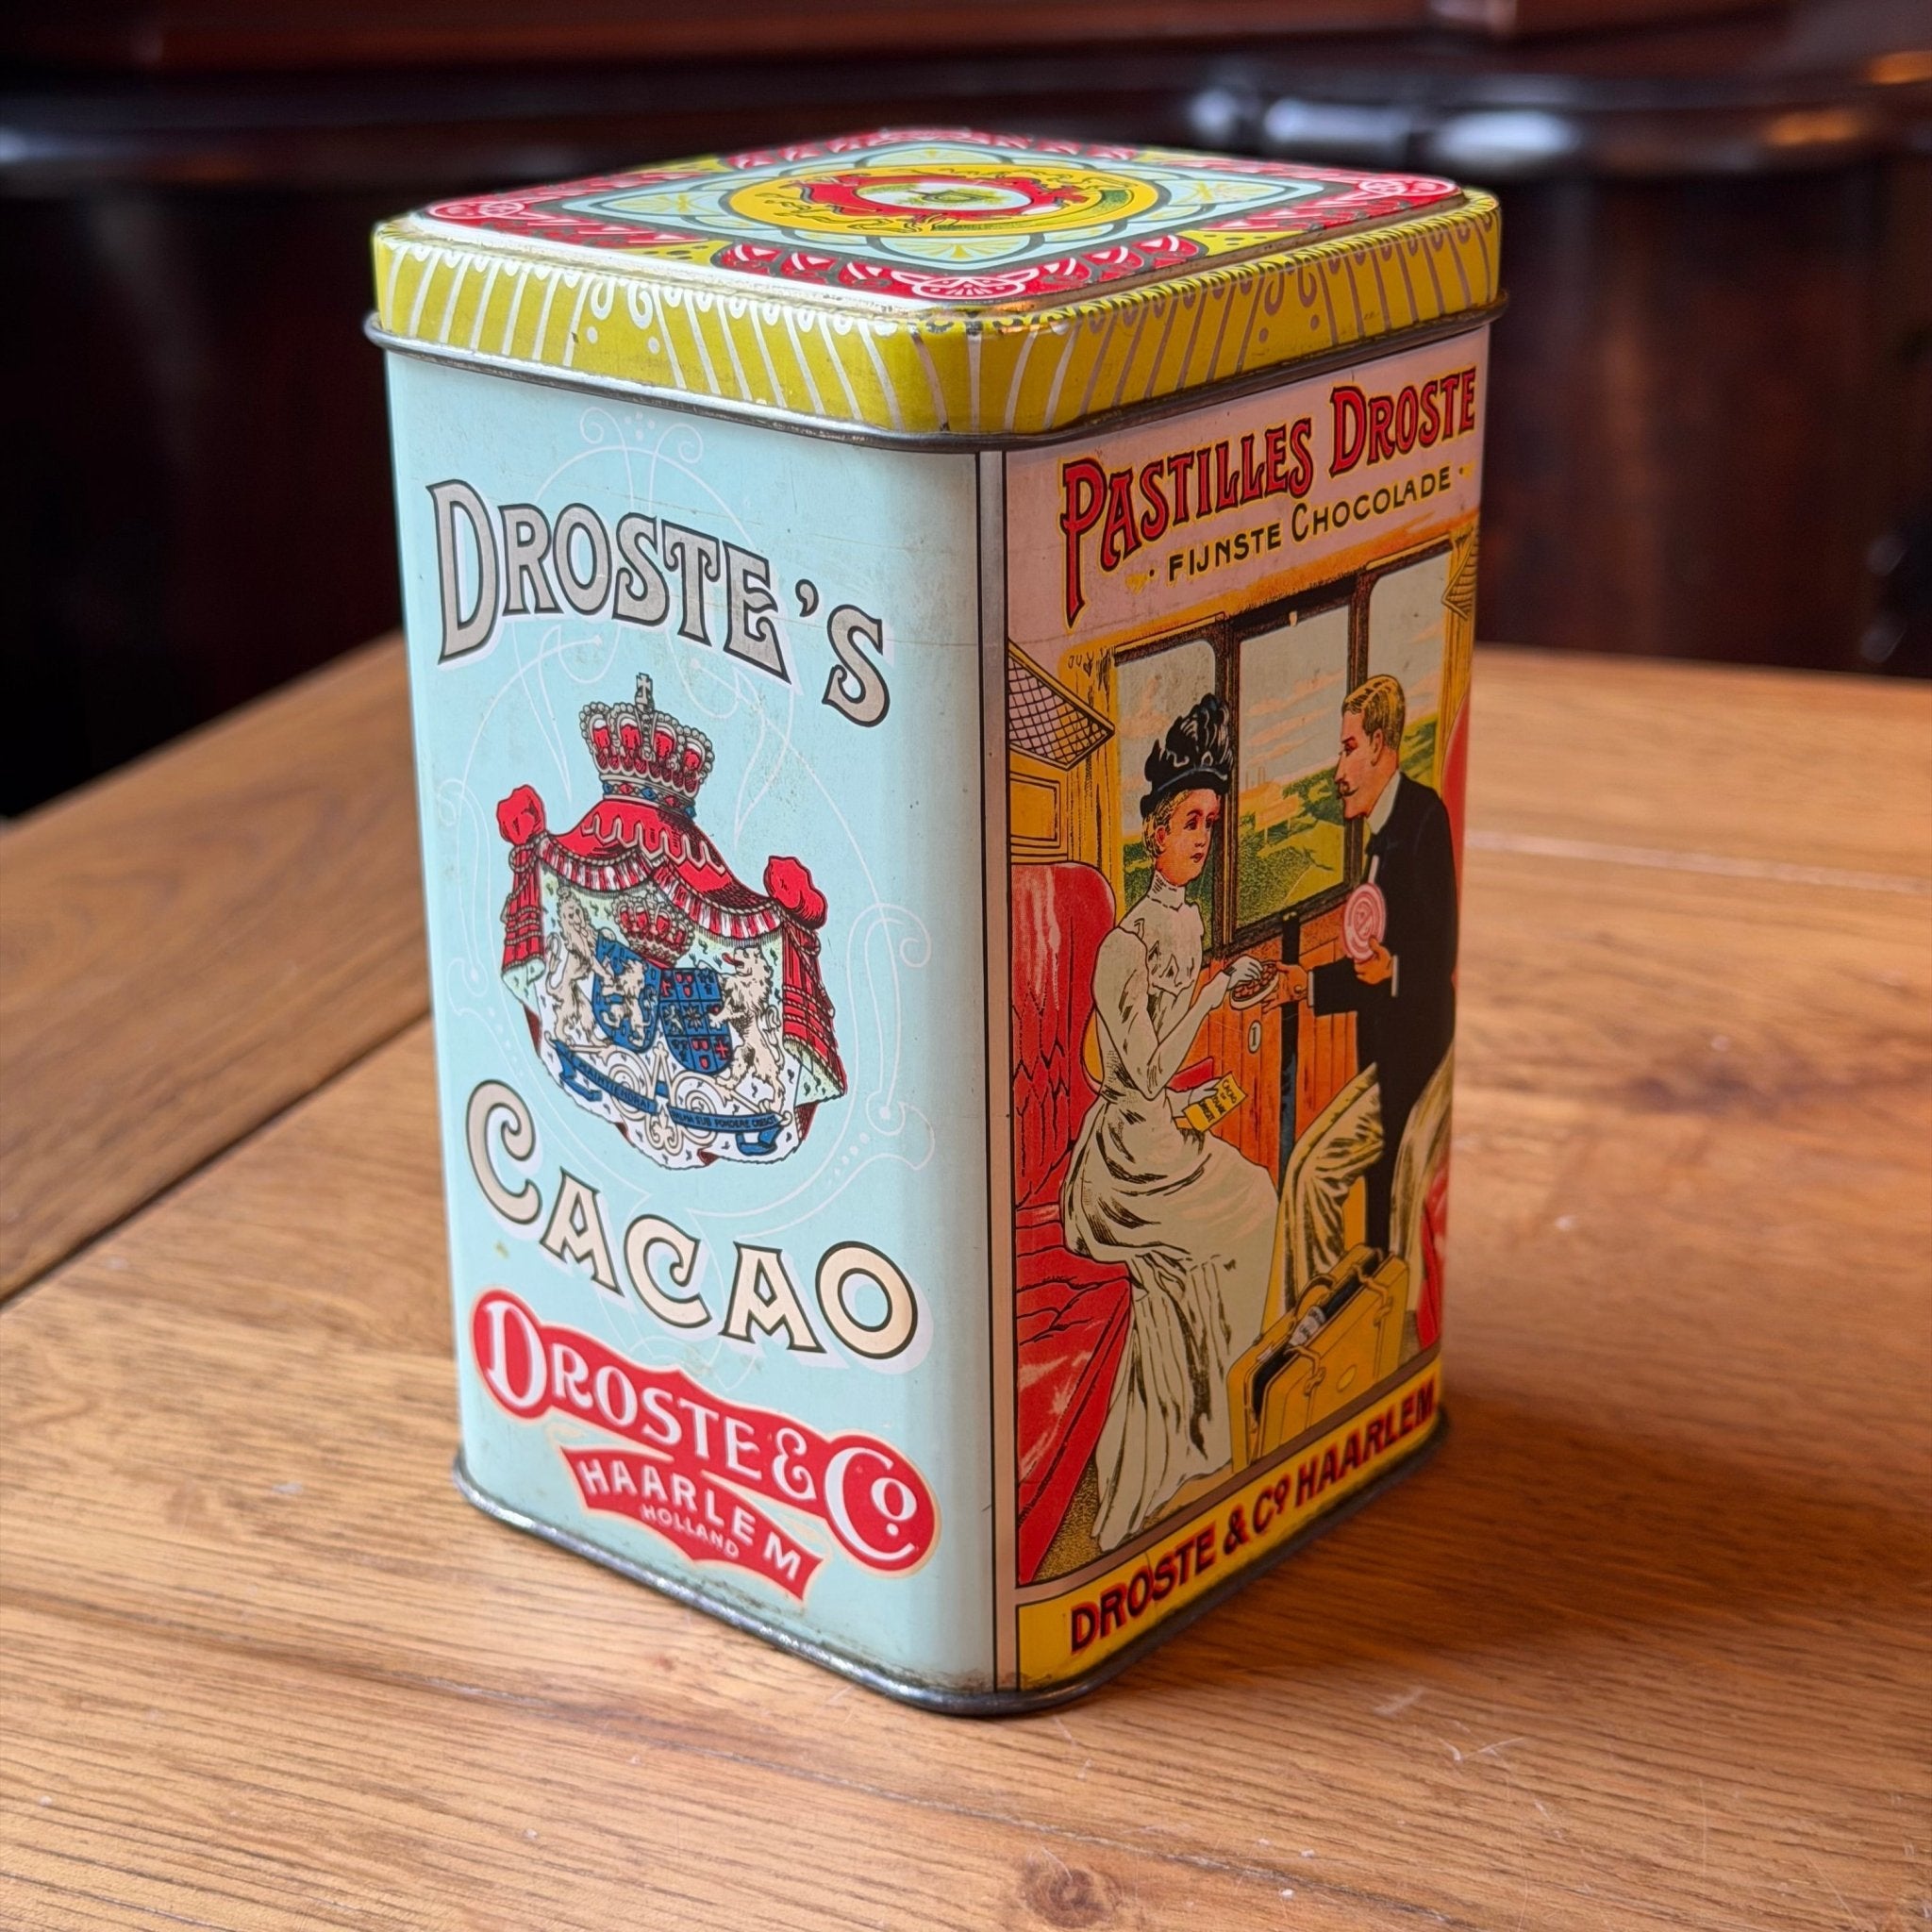 DROSTE'S
CACAO
DROSTE & Co
HAARLEM
HOLLAND
PASTILLES DROSTE
· FIJNSTE CHOCOLADE ·
DROSTE & Co HAARLEM